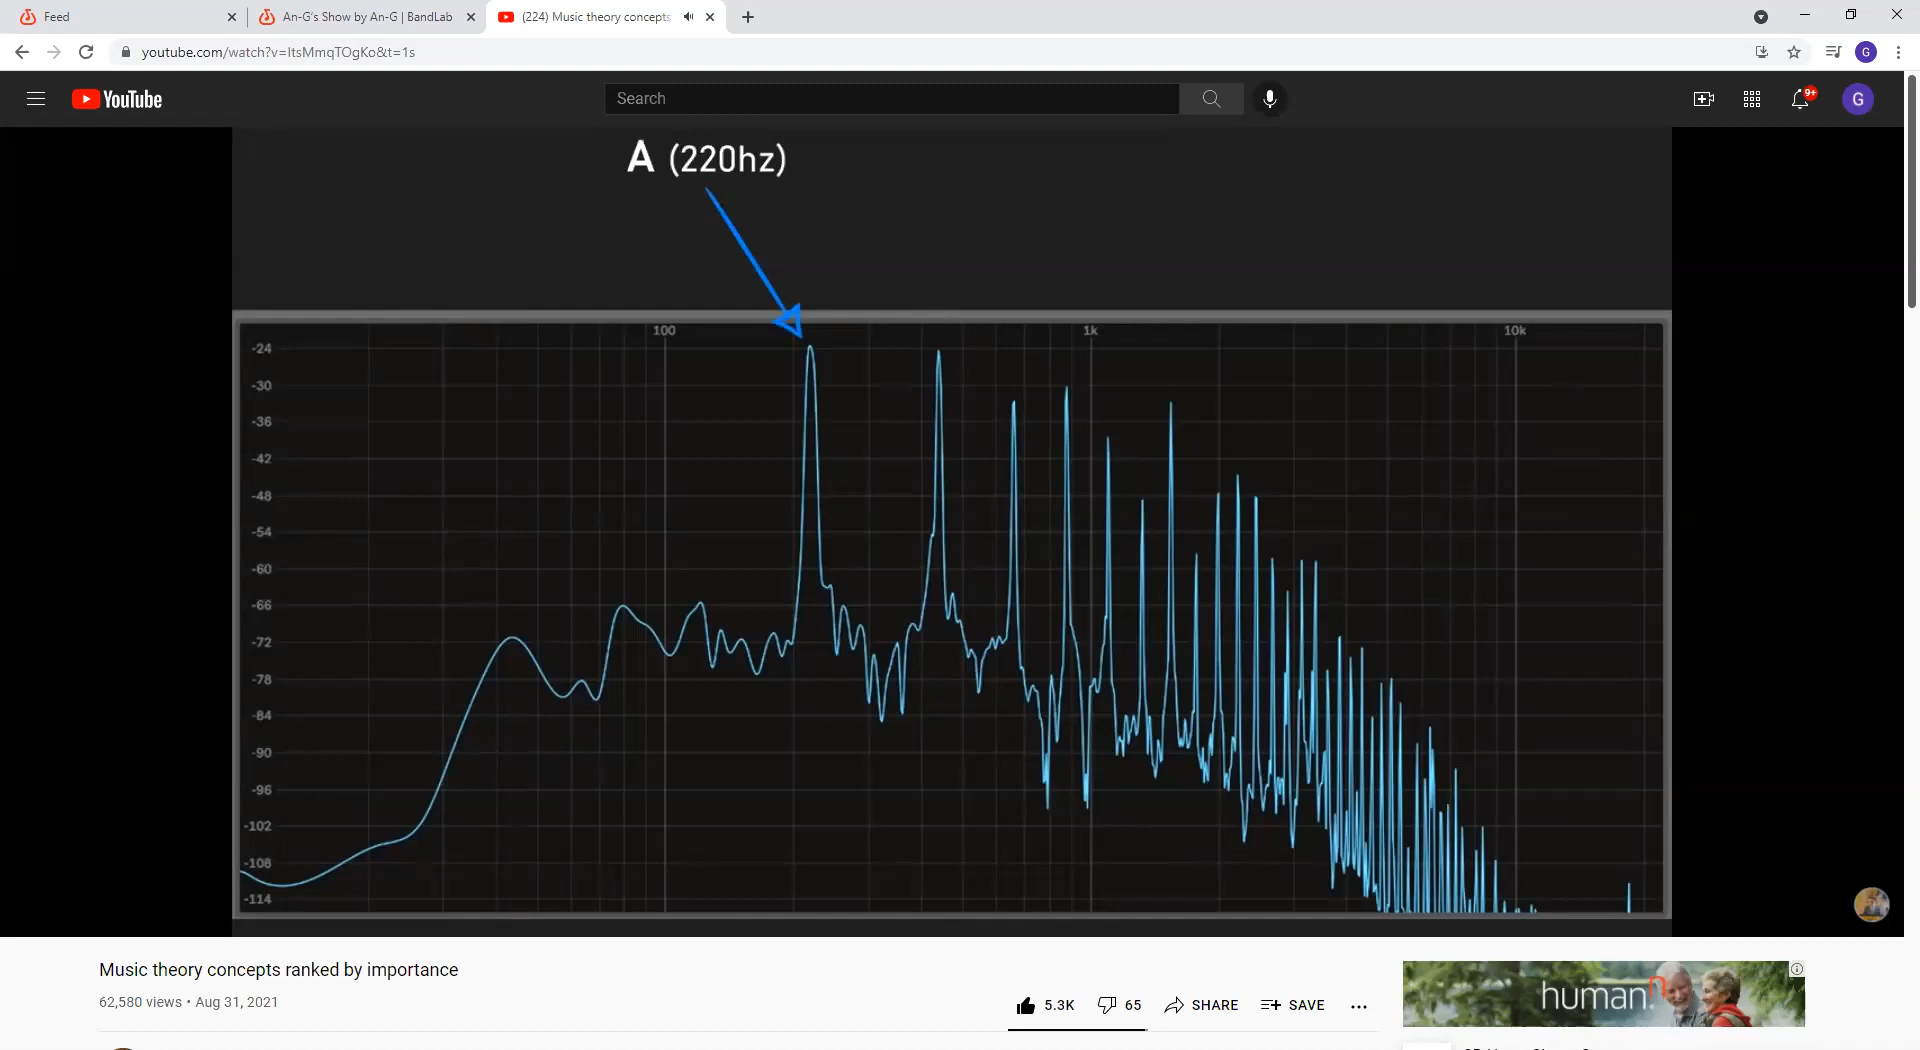 Feed
An-G's Show by An-G | BandLab
(224) Music theory concepts
youtube.com/watch?v=ItsMmqTOgKo&t=1s
G
YouTube
Search
9+
G
A (220hz)
100 1k 10k
-24
-30
-36
-42
-48
-54
-60
-66
-72
-78
-84
-90
-96
-102
-108
-114
Music theory concepts ranked by importance
62,580 views • Aug 31, 2021
5.3K 65 SHARE SAVE
humann